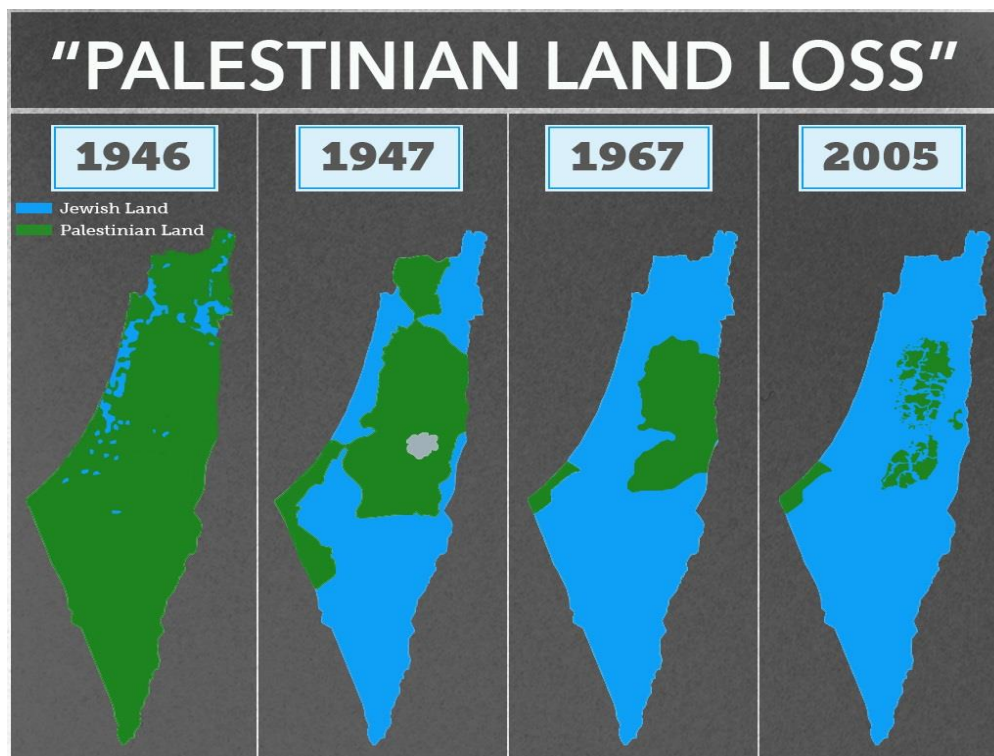 “PALESTINIAN LAND LOSS”
1946
1947
1967
2005
Jewish Land
Palestinian Land